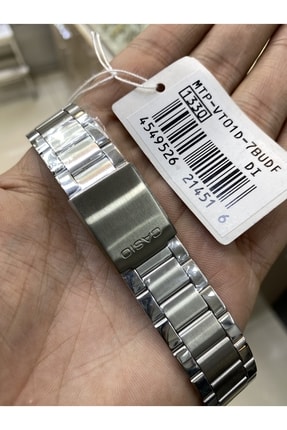 MTP-VT01D-7BUDF
1330
DI
4549526 21451 6
CASIO